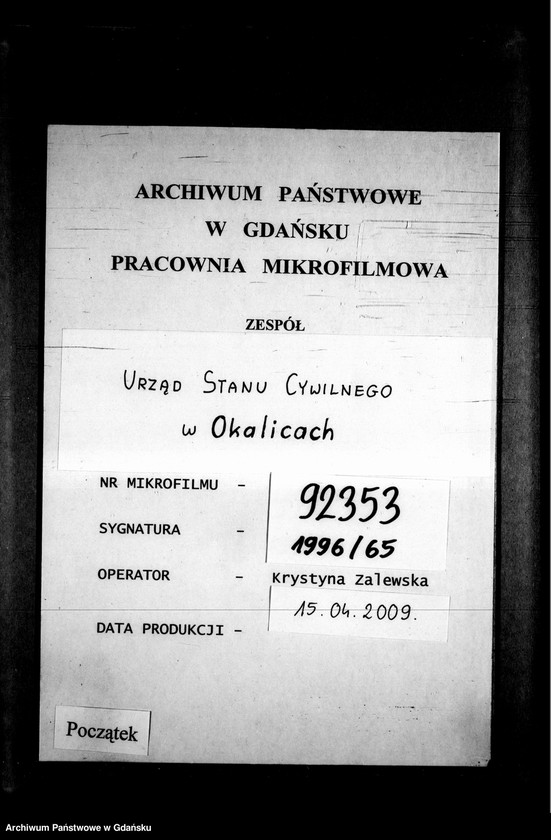 ARCHIWUM PAŃSTWOWE
W GDAŃSKU
PRACOWNIA MIKROFILMOWA
ZESPÓŁ
URZĄD STANU CYWILNEGO
w Okalicach
NR MIKROFILMU - 92353
SYGNATURA - 1996/65
OPERATOR - Krystyna Zalewska
DATA PRODUKCJI - 15.04.2009.
Początek
Archiwum Państwowe w Gdańsku